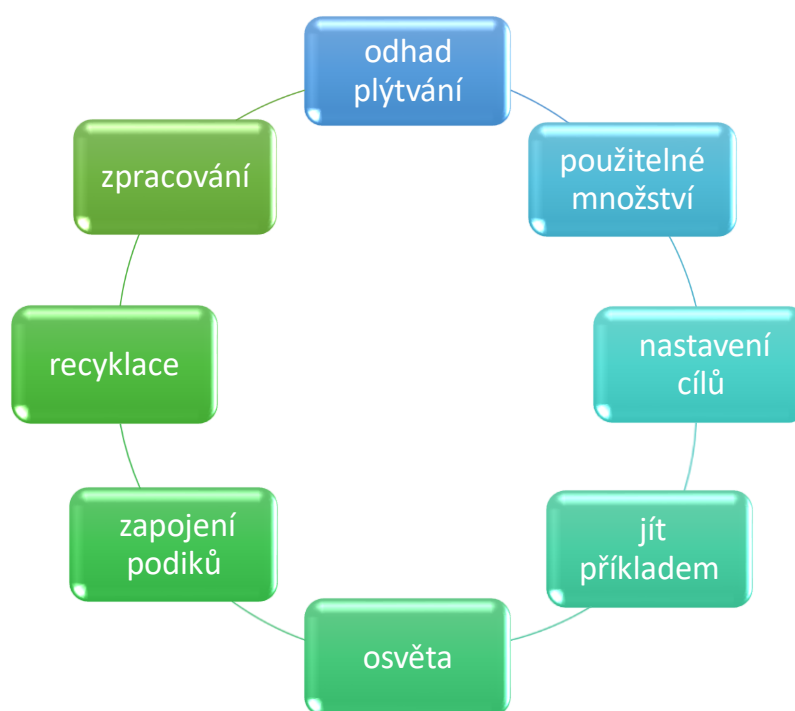 odhad
plýtvání
použitelné
množství
nastavení
cílů
jít
příkladem
osvěta
zapojení
podiků
recyklace
zpracování